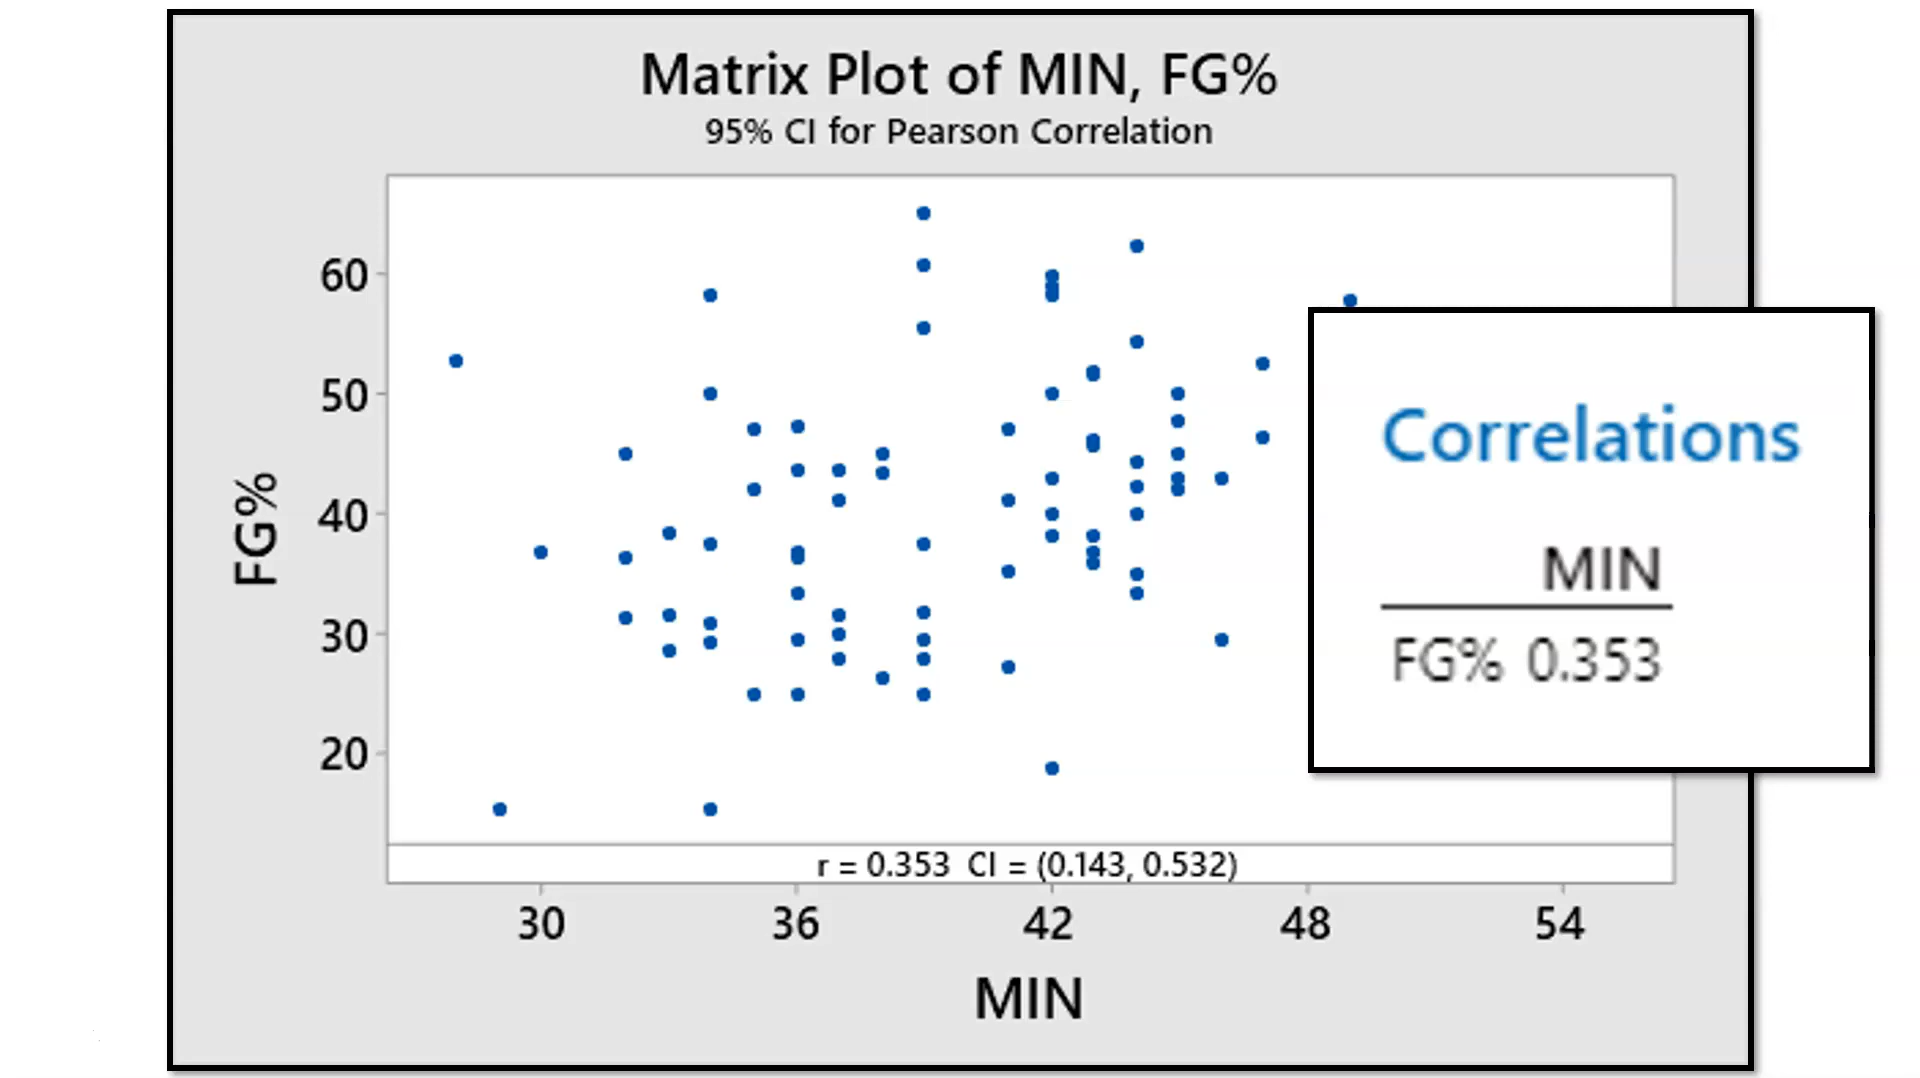 Matrix Plot of MIN, FG%
95% CI for Pearson Correlation
60
50
40
30
20
FG%
r = 0.353 CI = (0.143, 0.532)
30 36 42 48 54
MIN
Correlations
MIN
FG% 0.353